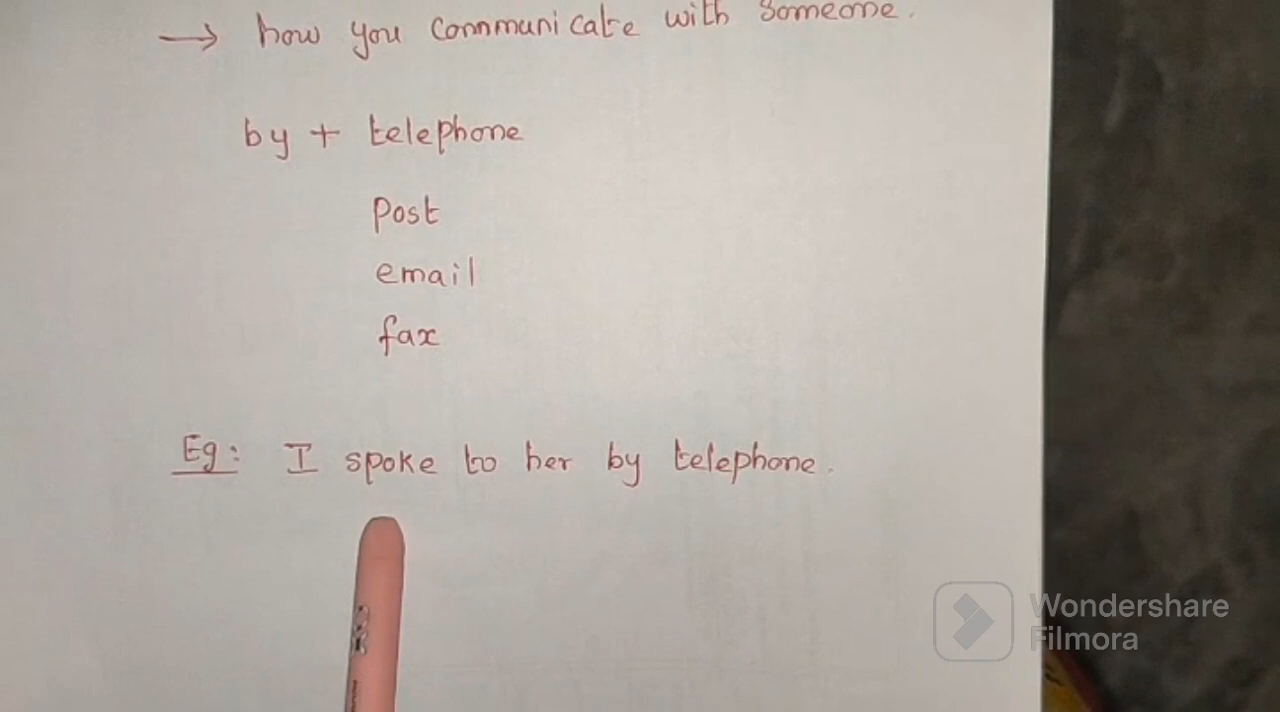 → how you communicate with someone.
by + telephone
post
email
fax
Eg: I spoke to her by telephone.
Wondershare
Filmora